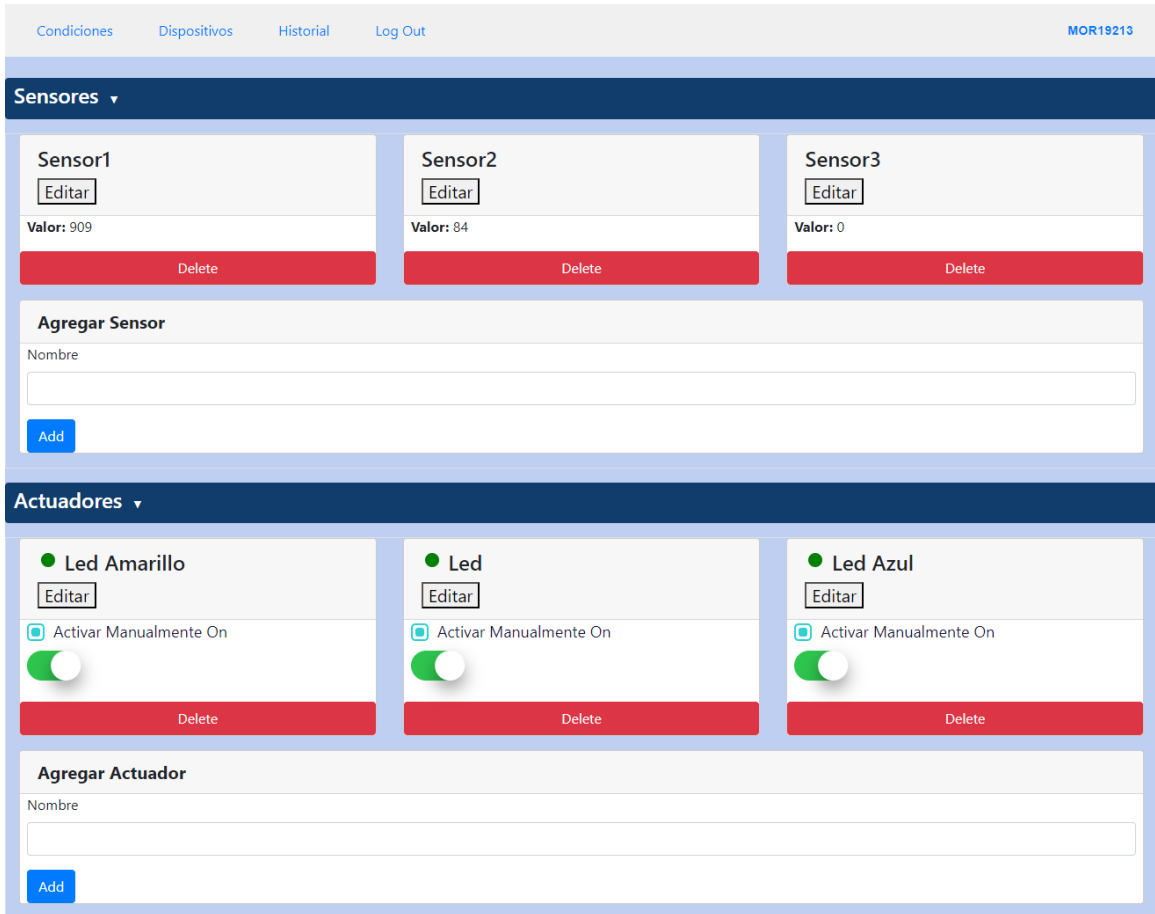 Condiciones Dispositivos Historial Log Out MOR19213
Sensores ▼
Sensor1 Sensor2 Sensor3
Editar Editar Editar
Valor: 909 Valor: 84 Valor: 0
Delete Delete Delete
Agregar Sensor
Nombre
Add
Actuadores ▼
Led Amarillo Led Led Azul
Editar Editar Editar
Activar Manualmente On Activar Manualmente On Activar Manualmente On
Delete Delete Delete
Agregar Actuador
Nombre
Add